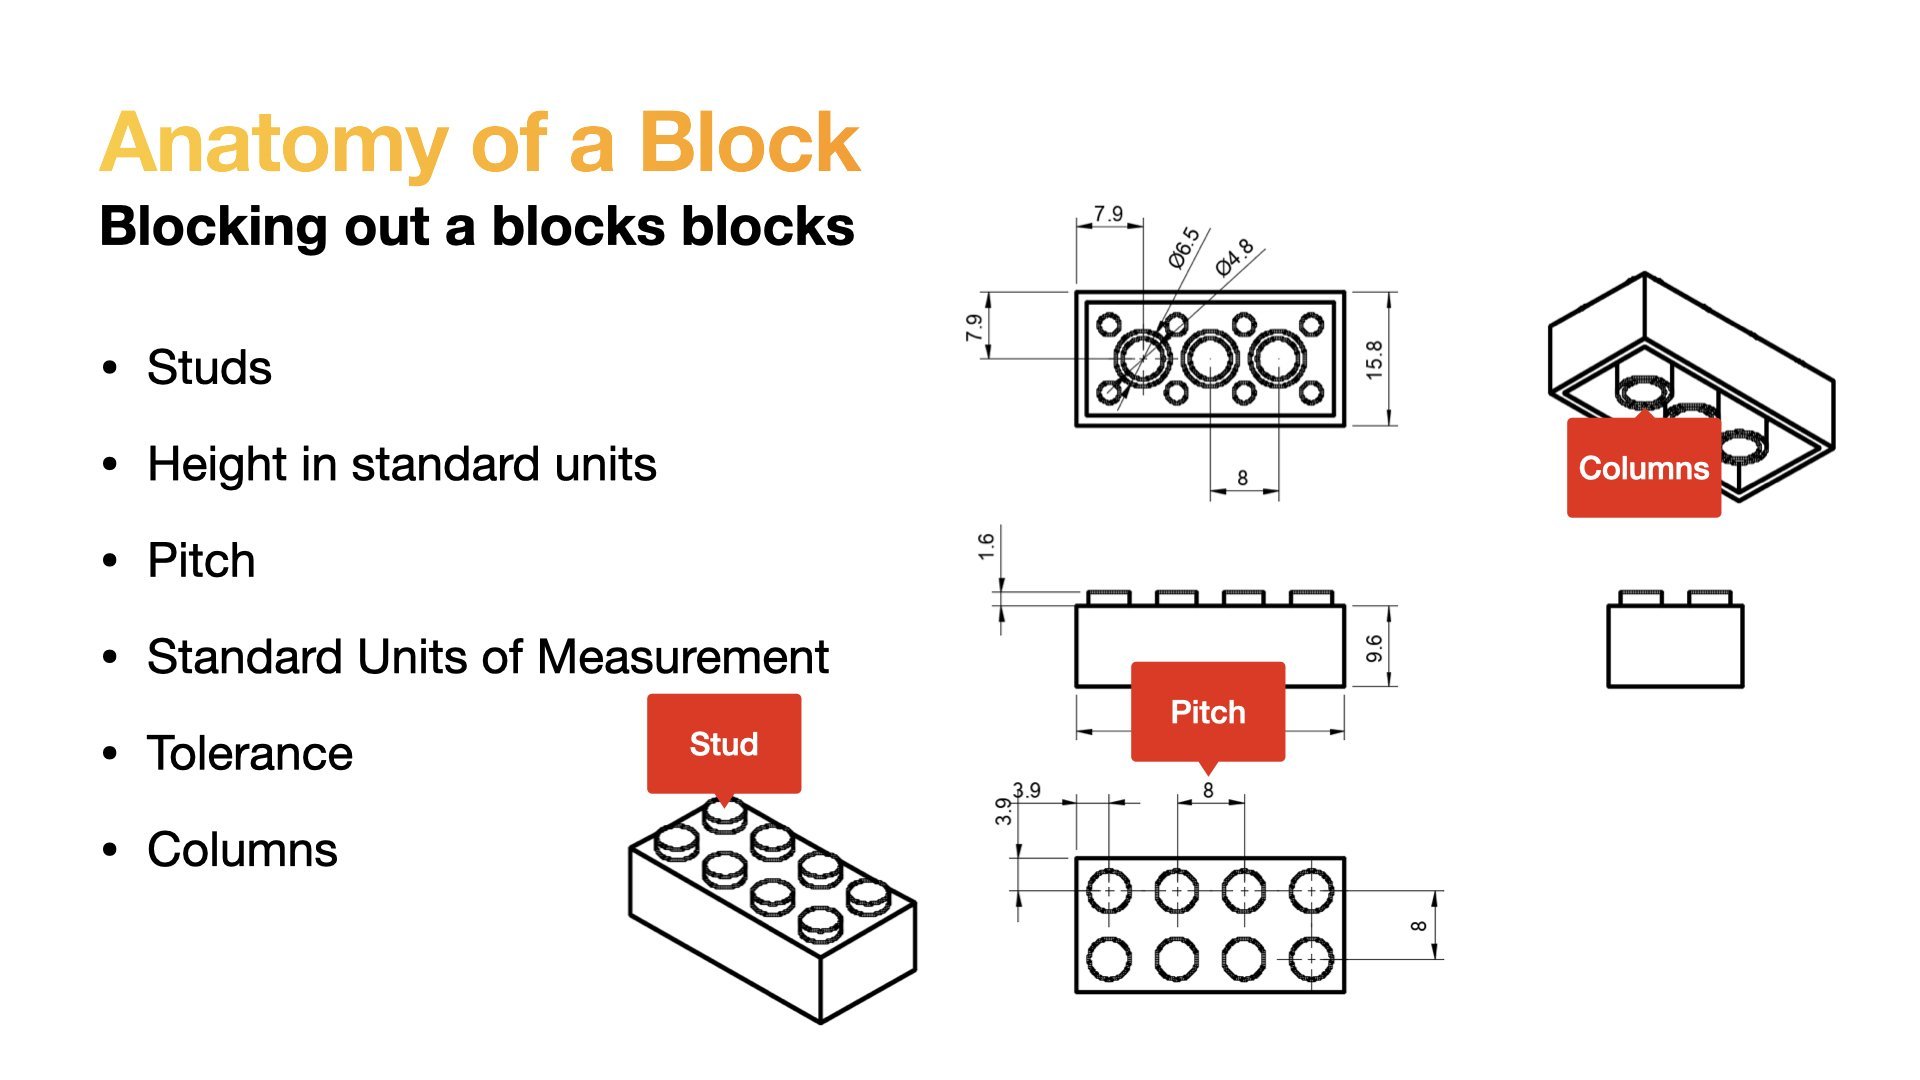 Anatomy of a Block
Blocking out a blocks blocks
• Studs
• Height in standard units
• Pitch
• Standard Units of Measurement
• Tolerance
• Columns
Stud
7.9
Ø6.5
Ø4.8
7.9
15.8
8
Columns
1.6
9.6
Pitch
3.9
3.9
8
8